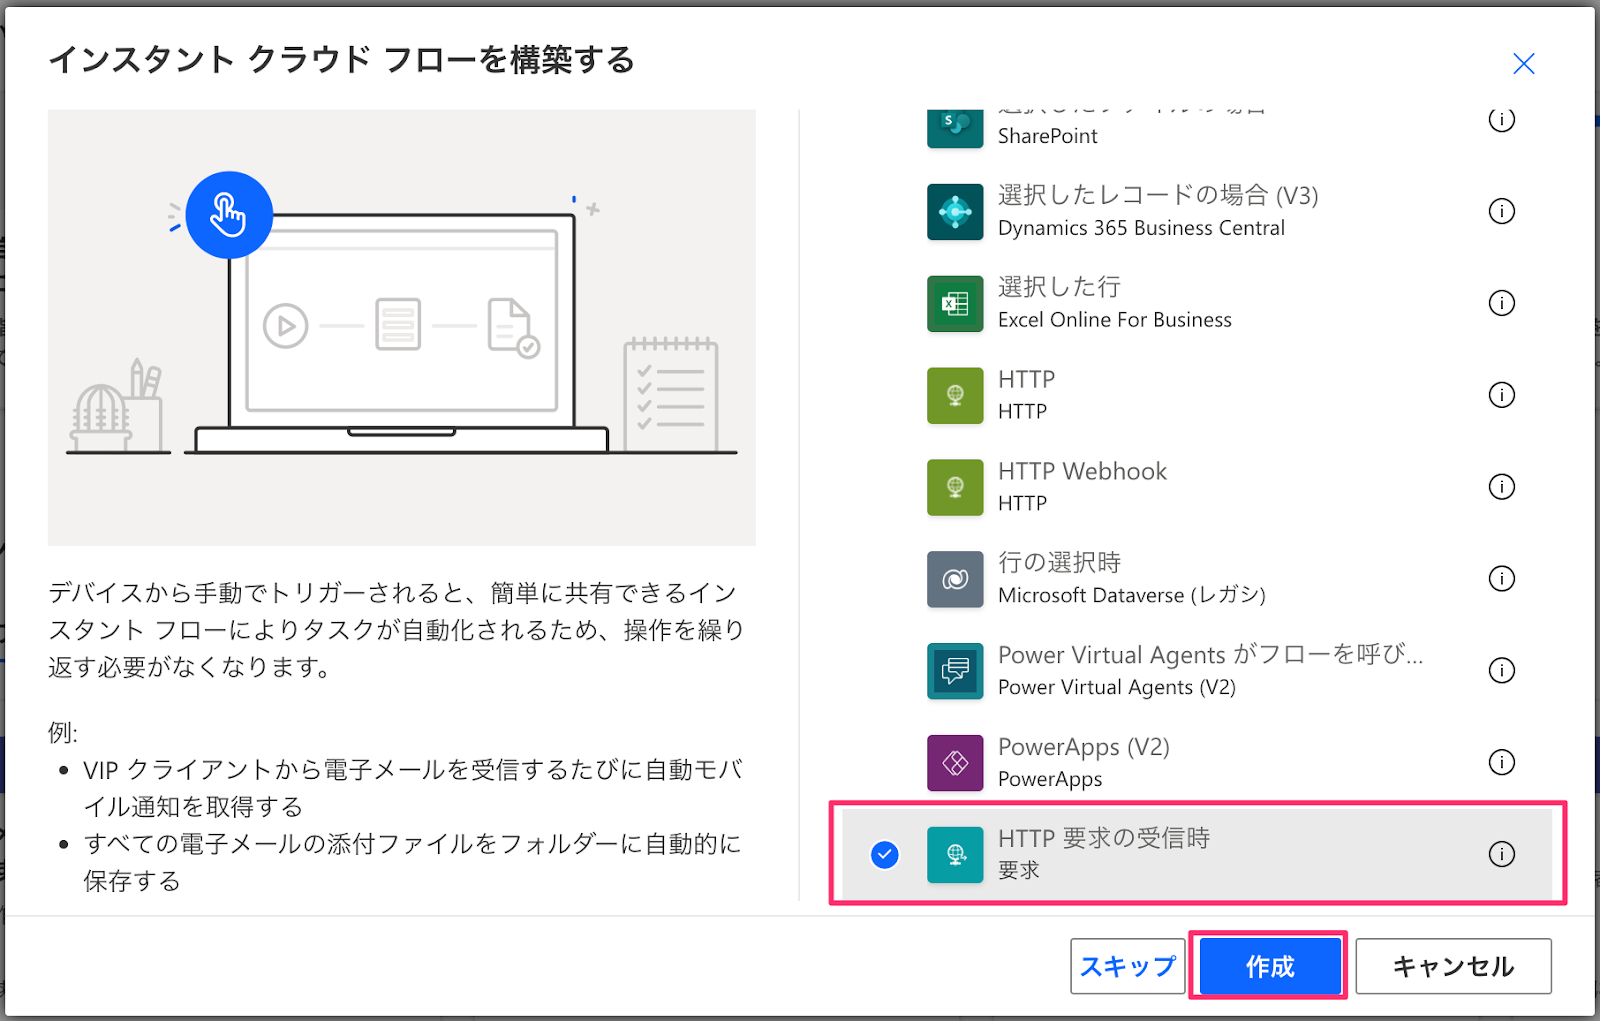 インスタント クラウド フローを構築する
デバイスから手動でトリガーされると、簡単に共有できるイン
スタント フローによりタスクが自動化されるため、操作を繰り
返す必要がなくなります。
例:
• VIP クライアントから電子メールを受信するたびに自動モバ
イル通知を取得する
• すべての電子メールの添付ファイルをフォルダーに自動的に
保存する
選択したファイルの場合
SharePoint
選択したレコードの場合 (V3)
Dynamics 365 Business Central
選択した行
Excel Online For Business
HTTP
HTTP
HTTP Webhook
HTTP
行の選択時
Microsoft Dataverse (レガシ)
Power Virtual Agents がフローを呼び...
Power Virtual Agents (V2)
PowerApps (V2)
PowerApps
HTTP 要求の受信時
要求
スキップ
作成
キャンセル